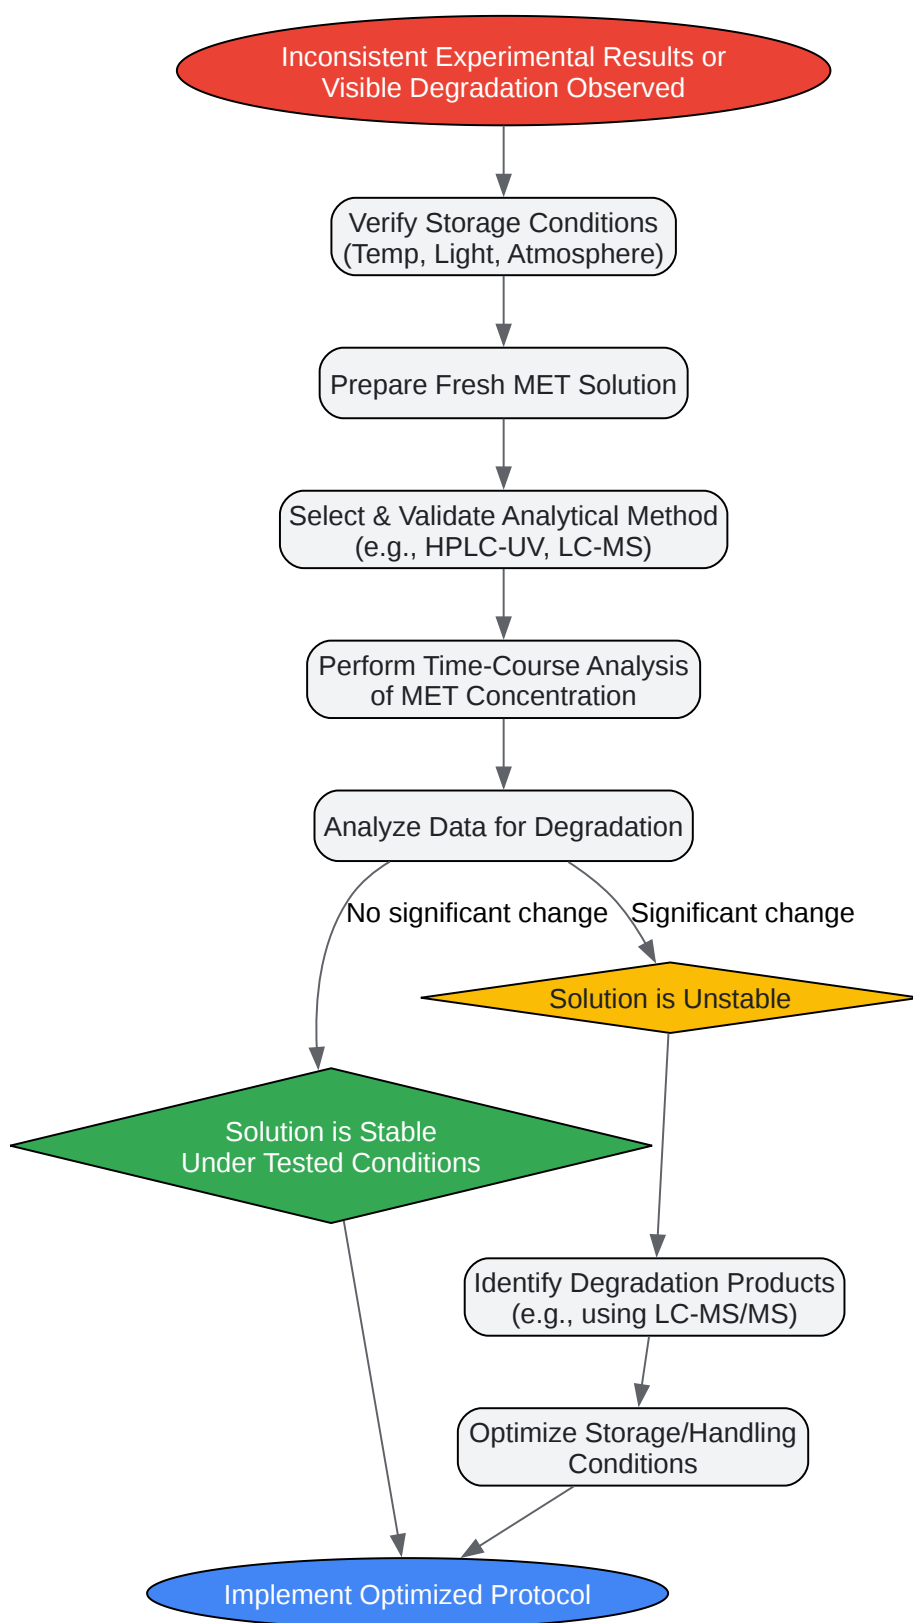 Inconsistent Experimental Results or
Visible Degradation Observed
Verify Storage Conditions
(Temp, Light, Atmosphere)
Prepare Fresh MET Solution
Select & Validate Analytical Method
(e.g., HPLC-UV, LC-MS)
Perform Time-Course Analysis
of MET Concentration
Analyze Data for Degradation
No significant change
Significant change
Solution is Unstable
Solution is Stable
Under Tested Conditions
Identify Degradation Products
(e.g., using LC-MS/MS)
Optimize Storage/Handling
Conditions
Implement Optimized Protocol